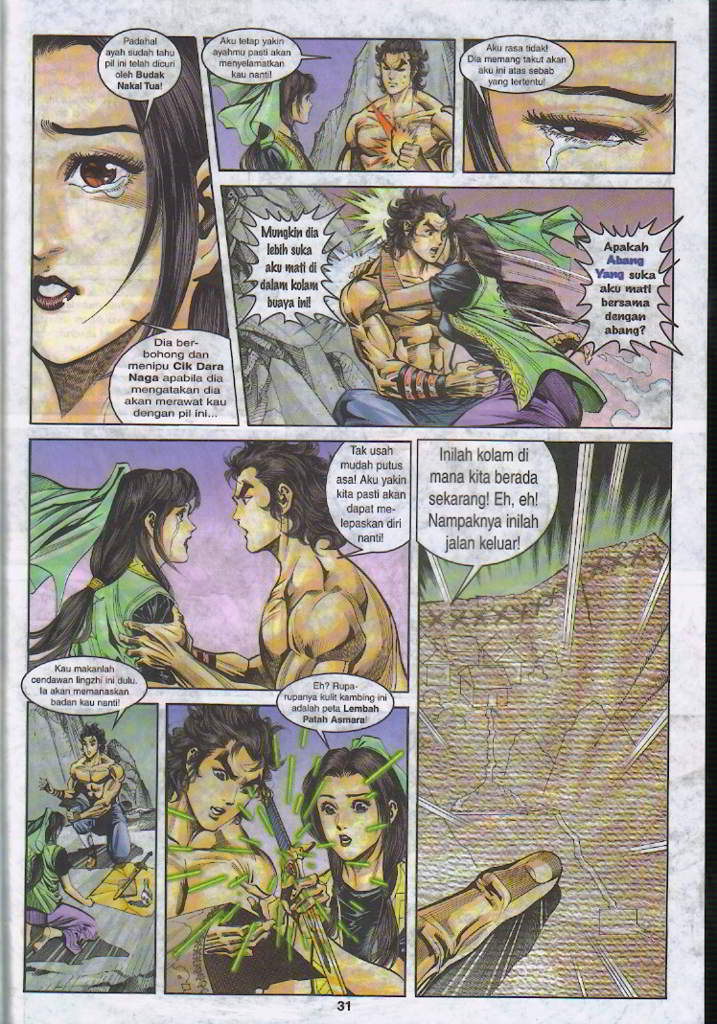 Padahal
ayah sudah tahu
pil ini telah dicuri
oleh Budak
Nakal Tua!
Dia ber-
bohong dan
menipu Cik Dara
Naga apabila dia
mengatakan dia
akan merawat kau
dengan pil ini...
Aku tetap yakin
ayahmu pasti akan
menyelamatkan
kau nanti!
Aku rasa tidak!
Dia memang takut akan
aku ini atas sebab
yang tertentu!
Mungkin dia
lebih suka
aku mati di
dalam kolam
buaya ini!
Apakah
Abang
Yang suka
aku mati
bersama
dengan
abang?
Tak usah
mudah putus
asa! Aku yakin
kita pasti akan
dapat me-
lepaskan diri
nanti!
Kau makanlah
cendawan lingzhi ini dulu.
Ia akan memanaskan
badan kau nanti!
Eh? Rupa-
rupanya kulit kambing ini
adalah peta Lembah
Patah Asmara!
Inilah kolam di
mana kita berada
sekarang! Eh, eh!
Nampaknya inilah
jalan keluar!
31